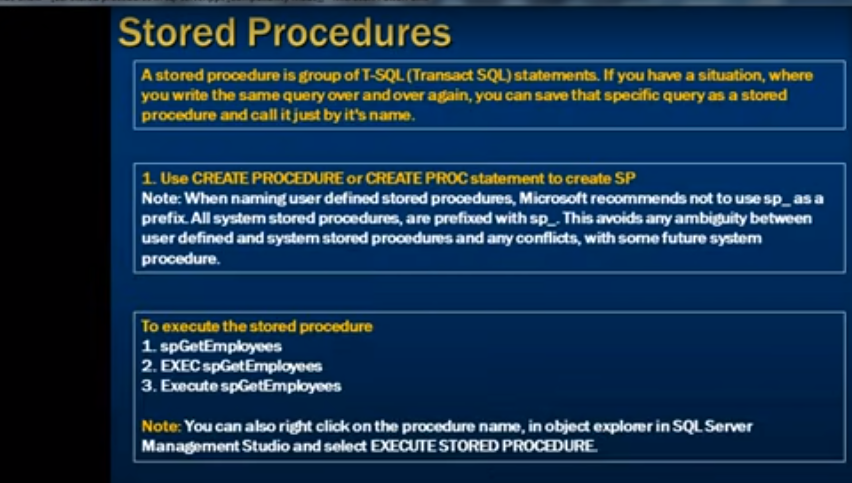 Stored Procedures
A stored procedure is group of T-SQL (Transact SQL) statements. If you have a situation, where
you write the same query over and over again, you can save that specific query as a stored
procedure and call it just by it's name.
1. Use CREATE PROCEDURE or CREATE PROC statement to create SP
Note: When naming user defined stored procedures, Microsoft recommends not to use sp_ as a
prefix. All system stored procedures, are prefixed with sp_. This avoids any ambiguity between
user defined and system stored procedures and any conflicts, with some future system
procedure.
To execute the stored procedure
1. spGetEmployees
2. EXEC spGetEmployees
3. Execute spGetEmployees
Note: You can also right click on the procedure name, in object explorer in SQL Server
Management Studio and select EXECUTE STORED PROCEDURE.